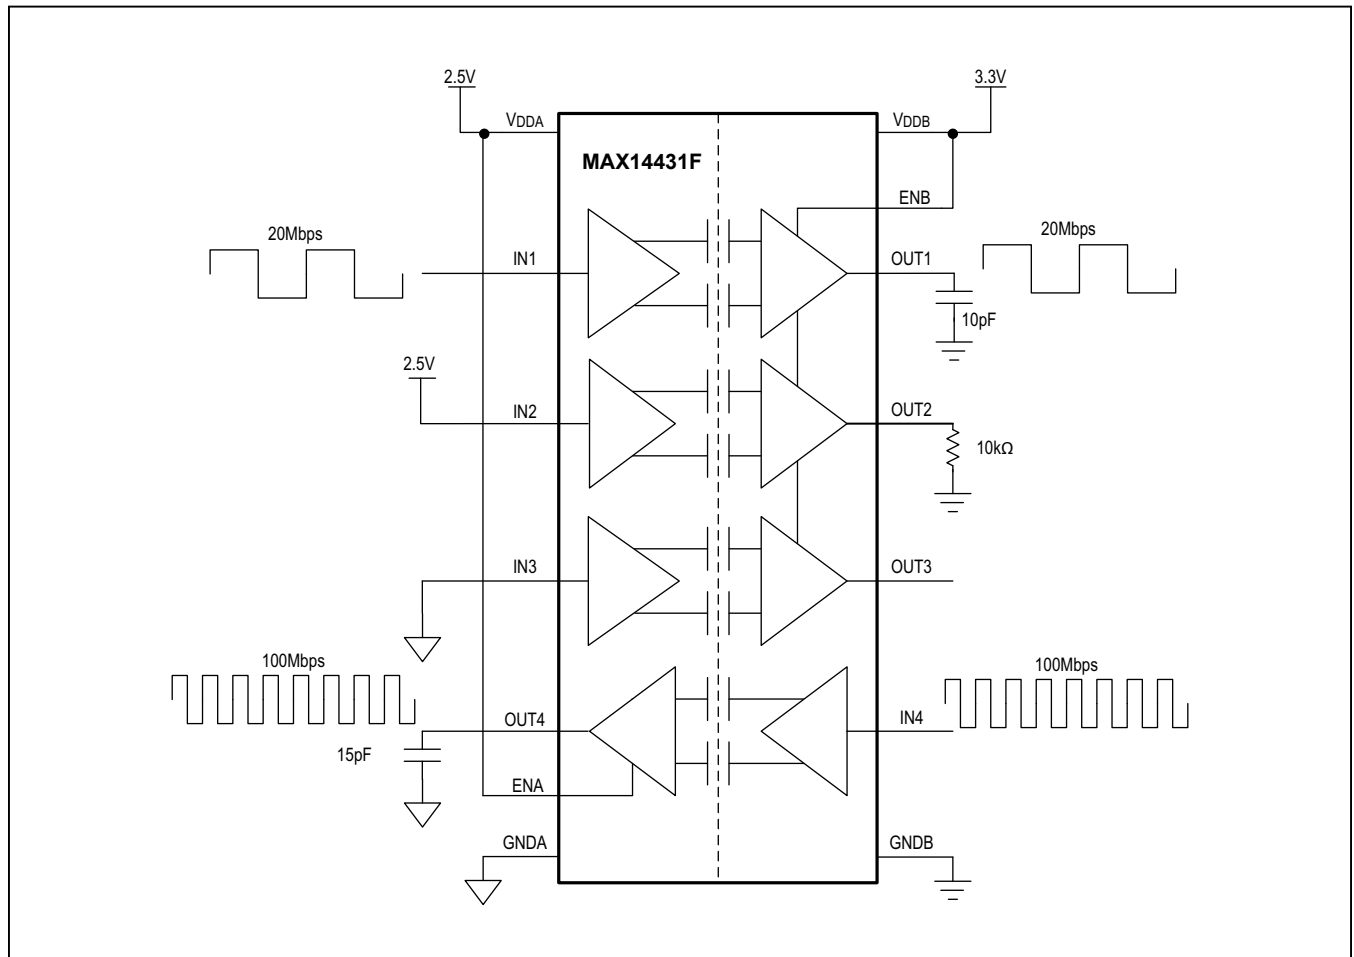 2.5V
3.3V
VDDA
VDDB
MAX14431F
ENB
20Mbps
20Mbps
IN1
OUT1
10pF
2.5V
IN2
OUT2
10kΩ
IN3
OUT3
100Mbps
100Mbps
OUT4
IN4
15pF
ENA
GNDA
GNDB